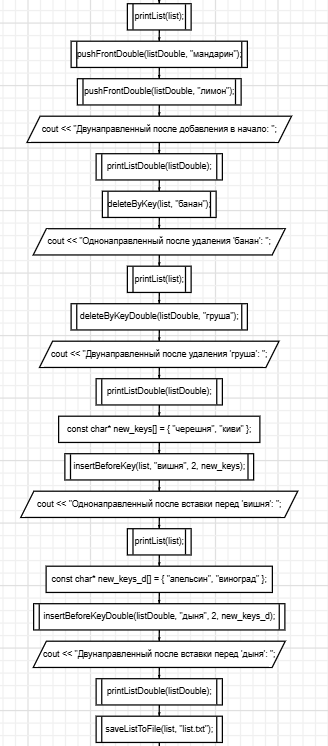 printList(list);
pushFrontDouble(listDouble, "мандарин");
pushFrontDouble(listDouble, "лимон");
cout << "Двунаправленный после добавления в начало: ";
printListDouble(listDouble);
deleteByKey(list, "банан");
cout << "Однонаправленный после удаления 'банан': ";
printList(list);
deleteByKeyDouble(listDouble, "груша");
cout << "Двунаправленный после удаления 'груша': ";
printListDouble(listDouble);
const char* new_keys[] = { "черешня", "киви" };
insertBeforeKey(list, "вишня", 2, new_keys);
cout << "Однонаправленный после вставки перед 'вишня': ";
printList(list);
const char* new_keys_d[] = { "апельсин", "виноград" };
insertBeforeKeyDouble(listDouble, "дыня", 2, new_keys_d);
cout << "Двунаправленный после вставки перед 'дыня': ";
printListDouble(listDouble);
saveListToFile(list, "list.txt");